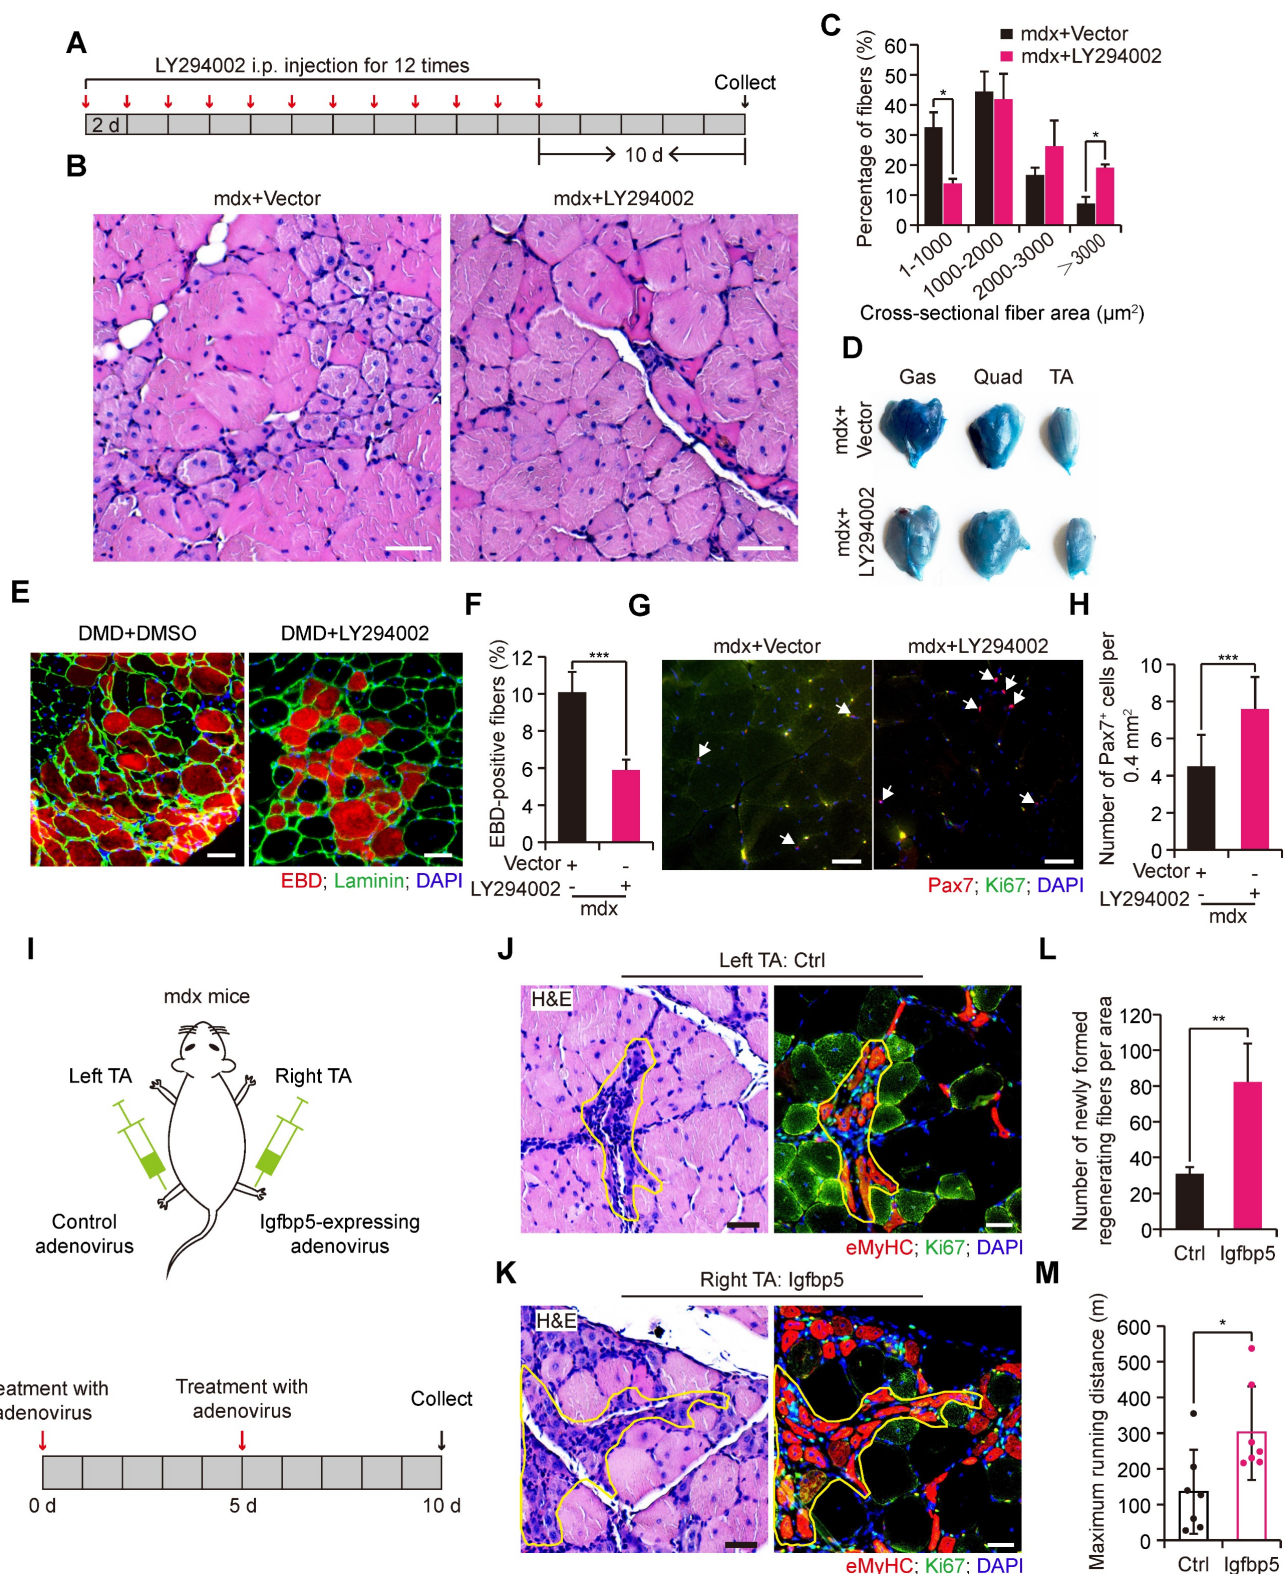 A
LY294002 i.p. injection for 12 times
Collect
2 d
10 d
B
mdx+Vector
mdx+LY294002
C
mdx+Vector
mdx+LY294002
Percentage of fibers (%)
60
50
40
30
20
10
0
*
*
1-1000
1000-2000
2000-3000
>3000
Cross-sectional fiber area (µm²)
D
Gas Quad TA
mdx+
Vector
mdx+
LY294002
E
DMD+DMSO
DMD+LY294002
EBD; Laminin; DAPI
F
EBD-positive fibers (%)
12
10
8
6
4
2
0
***
Vector + -
LY294002 - +
mdx
G
mdx+Vector
mdx+LY294002
Pax7; Ki67; DAPI
H
Number of Pax7⁺ cells per
0.4 mm²
10
8
6
4
2
0
***
Vector + -
LY294002 - +
mdx
I
mdx mice
Left TA
Right TA
Control
adenovirus
Igfbp5-expressing
adenovirus
eatment with
adenovirus
Treatment with
adenovirus
Collect
0 d
5 d
10 d
J
Left TA: Ctrl
H&E
eMyHC; Ki67; DAPI
K
Right TA: Igfbp5
H&E
eMyHC; Ki67; DAPI
L
Number of newly formed
regenerating fibers per area
120
100
80
60
40
20
0
**
Ctrl Igfbp5
M
Maximum running distance (m)
600
500
400
300
200
100
0
*
Ctrl Igfbp5